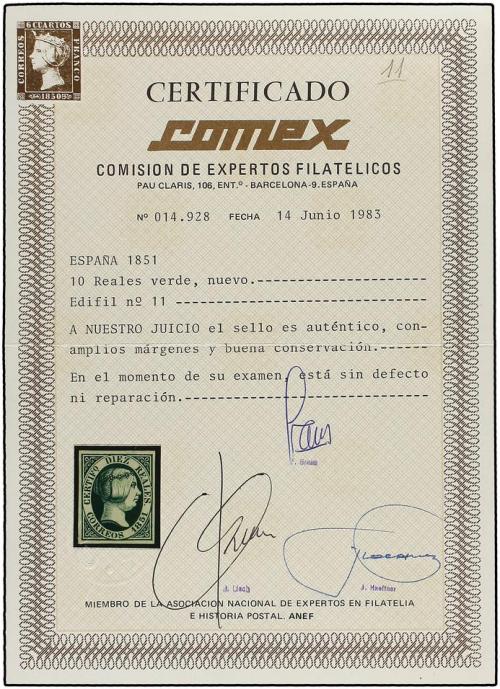 6 CUARTOS
CORREOS
FRANCO
1850
11
CERTIFICADO
comex
COMISION DE EXPERTOS FILATELICOS
PAU CLARIS, 106, ENT.º - BARCELONA-9. ESPAÑA
Nº 014.928 FECHA 14 Junio 1983
ESPAÑA 1851
10 Reales verde, nuevo.--------------------
Edifil nº 11 ------------------------------
A NUESTRO JUICIO el sello es auténtico, con-
amplios márgenes y buena conservación.------
En el momento de su examen, está sin defecto
ni reparación.------------------------------
CERTIFDO DIEZ REALES
CORREOS 1851
J. Llach
MIEMBRO DE LA ASOCIACION NACIONAL DE EXPERTOS EN FILATELIA
E HISTORIA POSTAL. ANEF